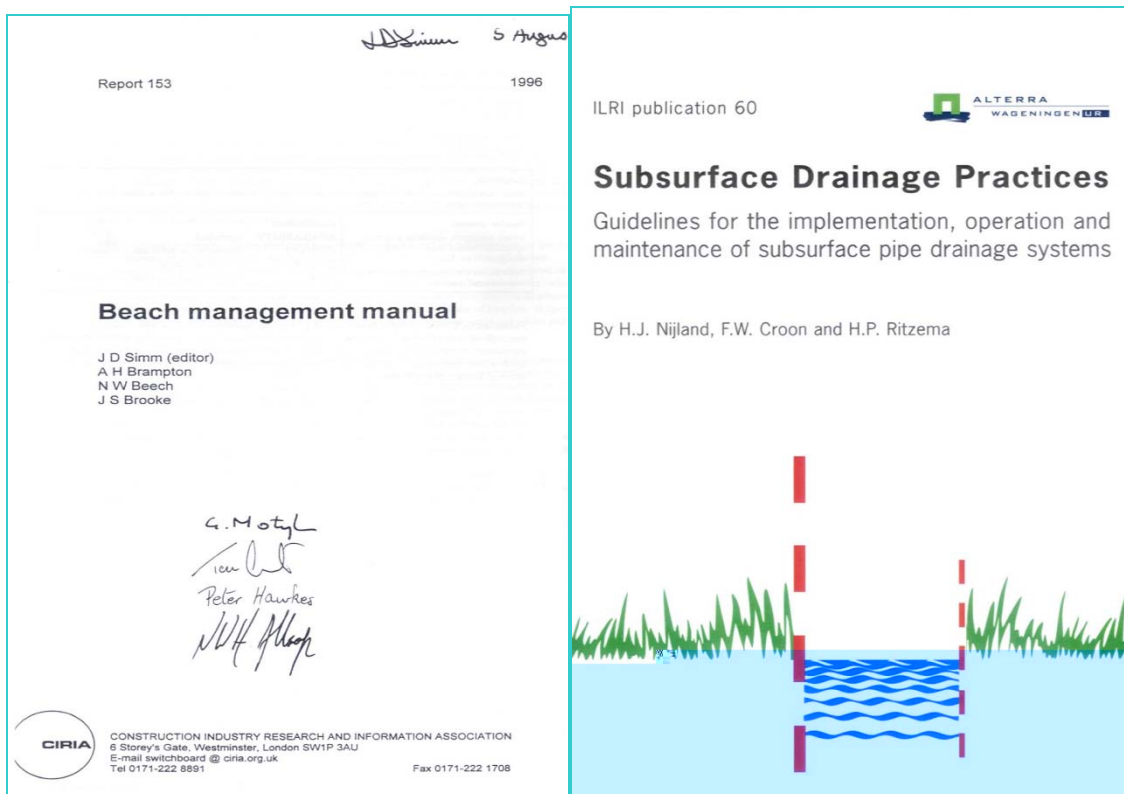 Report 153
1996
Beach management manual
J D Simm (editor)
A H Brampton
N W Beech
J S Brooke
G. Motyl
Peter Hawkes
CIRIA
CONSTRUCTION INDUSTRY RESEARCH AND INFORMATION ASSOCIATION
6 Storey's Gate, Westminster, London SW1P 3AU
E-mail switchboard @ ciria.org.uk
Tel 0171-222 8891
Fax 0171-222 1708
ILRI publication 60
ALTERRA
WAGENINGEN UR
Subsurface Drainage Practices
Guidelines for the implementation, operation and
maintenance of subsurface pipe drainage systems
By H.J. Nijland, F.W. Croon and H.P. Ritzema